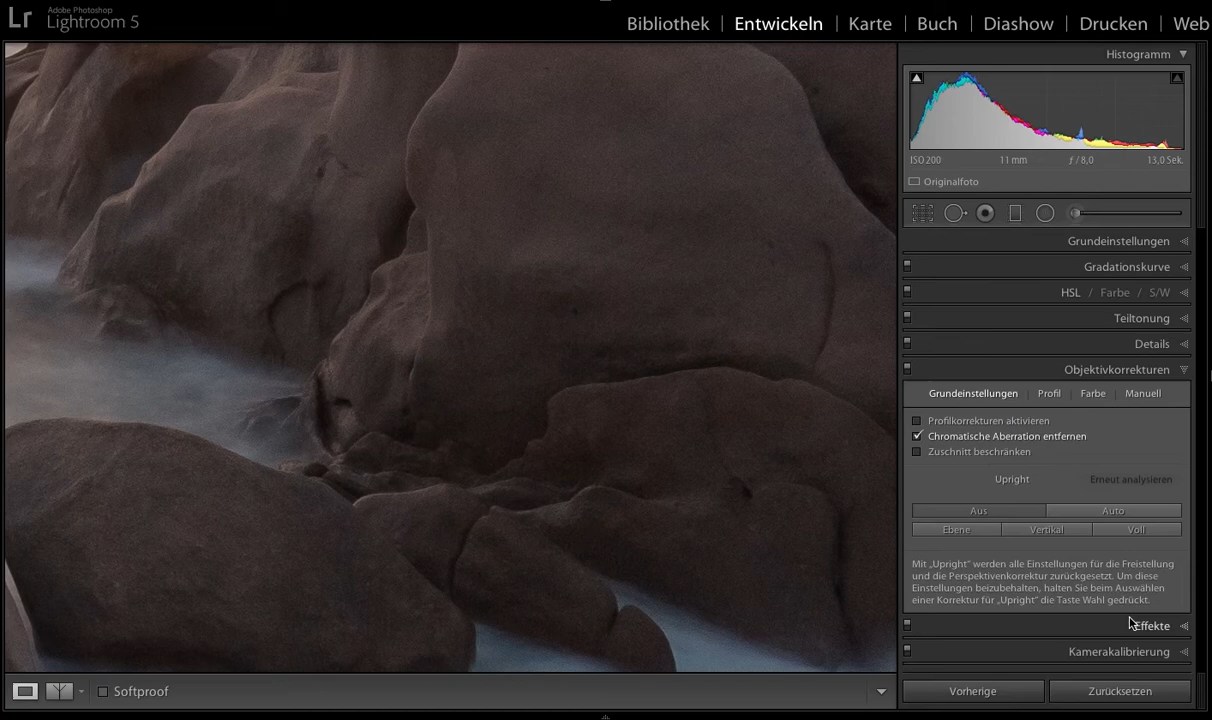 Lr Adobe Photoshop
Lightroom 5
Bibliothek | Entwickeln | Karte | Buch | Diashow | Drucken | Web
Histogramm
ISO 200 11 mm ƒ / 8,0 13,0 Sek.
Originalfoto
Grundeinstellungen
Gradationskurve
HSL / Farbe / S/W
Teiltonung
Details
Objektivkorrekturen
Grundeinstellungen Profil Farbe Manuell
Profilkorrekturen aktivieren
Chromatische Aberration entfernen
Zuschnitt beschränken
Upright Erneut analysieren
Aus Auto
Ebene Vertikal Voll
Mit „Upright“ werden alle Einstellungen für die Freistellung
und die Perspektivenkorrektur zurückgesetzt. Um diese
Einstellungen beizubehalten, halten Sie beim Auswählen
einer Korrektur für „Upright“ die Taste Wahl gedrückt.
Effekte
Kamerakalibrierung
Softproof
Vorherige Zurücksetzen